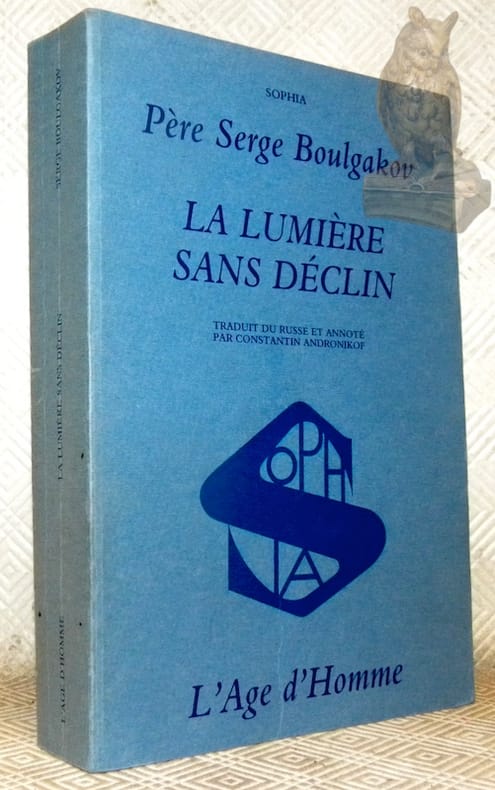 SOPHIA
Père Serge Boulgakov
LA LUMIÈRE
SANS DÉCLIN
TRADUIT DU RUSSE ET ANNOTÉ
PAR CONSTANTIN ANDRONIKOF
SOPHIA
L'Age d'Homme
SERGE BOULGAKOV
LA LUMIÈRE SANS DÉCLIN
L'AGE D'HOMME